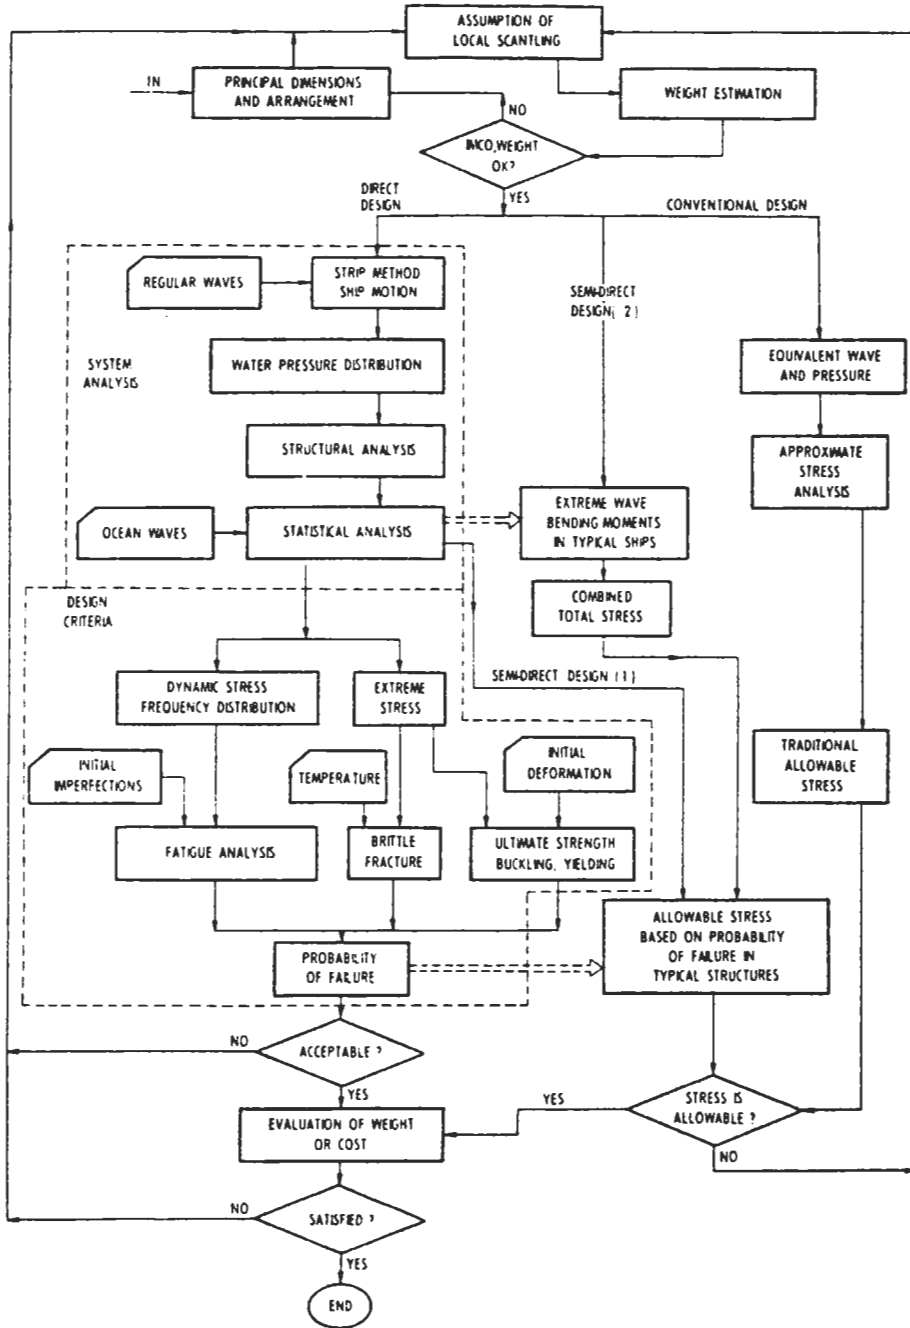 ASSUMPTION OF
LOCAL SCANTLING
IN
PRINCIPAL DIMENSIONS
AND ARRANGEMENT
WEIGHT ESTIMATION
NO
IMCO, WEIGHT
OK?
YES
DIRECT
DESIGN
CONVENTIONAL DESIGN
REGULAR WAVES
STRIP METHOD
SHIP MOTION
SEMI-DIRECT
DESIGN( 2)
SYSTEM
ANALYSIS
WATER PRESSURE DISTRIBUTION
EQUIVALENT WAVE
AND PRESSURE
STRUCTURAL ANALYSIS
APPROXIMATE
STRESS
ANALYSIS
OCEAN WAVES
STATISTICAL ANALYSIS
EXTREME WAVE
BENDING MOMENTS
IN TYPICAL SHIPS
DESIGN
CRITERIA
COMBINED
TOTAL STRESS
DYNAMIC STRESS
FREQUENCY DISTRIBUTION
EXTREME
STRESS
SEMI-DIRECT DESIGN (1)
INITIAL
IMPERFECTIONS
TEMPERATURE
INITIAL
DEFORMATION
TRADITIONAL
ALLOWABLE
STRESS
FATIGUE ANALYSIS
BRITTLE
FRACTURE
ULTIMATE STRENGTH
BUCKLING, YIELDING
ALLOWABLE STRESS
BASED ON PROBABILITY
OF FAILURE IN
TYPICAL STRUCTURES
PROBABILITY
OF FAILURE
NO
ACCEPTABLE ?
YES
YES
STRESS IS
ALLOWABLE ?
NO
EVALUATION OF WEIGHT
OR COST
NO
SATISFIED ?
YES
END